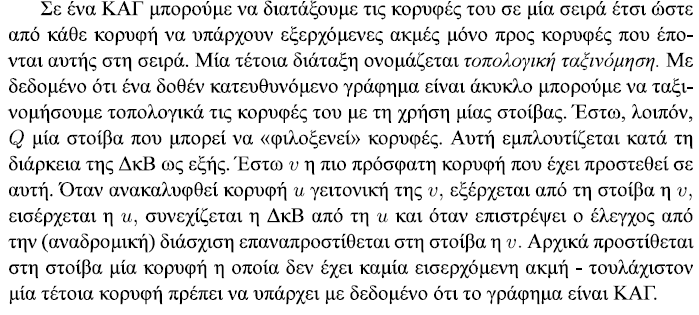 Σε ένα ΚΑΓ μπορούμε να διατάξουμε τις κορυφές του σε μία σειρά έτσι ώστε
από κάθε κορυφή να υπάρχουν εξερχόμενες ακμές μόνο προς κορυφές που έπο-
νται αυτής στη σειρά. Μία τέτοια διάταξη ονομάζεται τοπολογική ταξινόμηση. Με
δεδομένο ότι ένα δοθέν κατευθυνόμενο γράφημα είναι άκυκλο μπορούμε να ταξι-
νομήσουμε τοπολογικά τις κορυφές του με τη χρήση μίας στοίβας. Έστω, λοιπόν,
Q μία στοίβα που μπορεί να «φιλοξενεί» κορυφές. Αυτή εμπλουτίζεται κατά τη
διάρκεια της ΔκΒ ως εξής. Έστω v η πιο πρόσφατη κορυφή που έχει προστεθεί σε
αυτή. Όταν ανακαλυφθεί κορυφή u γειτονική της v, εξέρχεται από τη στοίβα η v,
εισέρχεται η u, συνεχίζεται η ΔκΒ από τη u και όταν επιστρέψει ο έλεγχος από
την (αναδρομική) διάσχιση επαναπροστίθεται στη στοίβα η v. Αρχικά προστίθεται
στη στοίβα μία κορυφή η οποία δεν έχει καμία εισερχόμενη ακμή - τουλάχιστον
μία τέτοια κορυφή πρέπει να υπάρχει με δεδομένο ότι το γράφημα είναι ΚΑΓ.